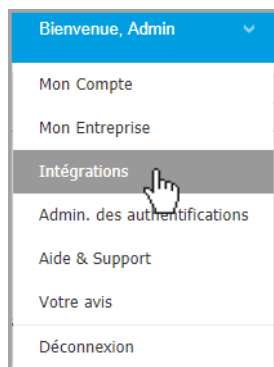 Bienvenue, Admin
Mon Compte
Mon Entreprise
Intégrations
Admin. des authentifications
Aide & Support
Votre avis
Déconnexion